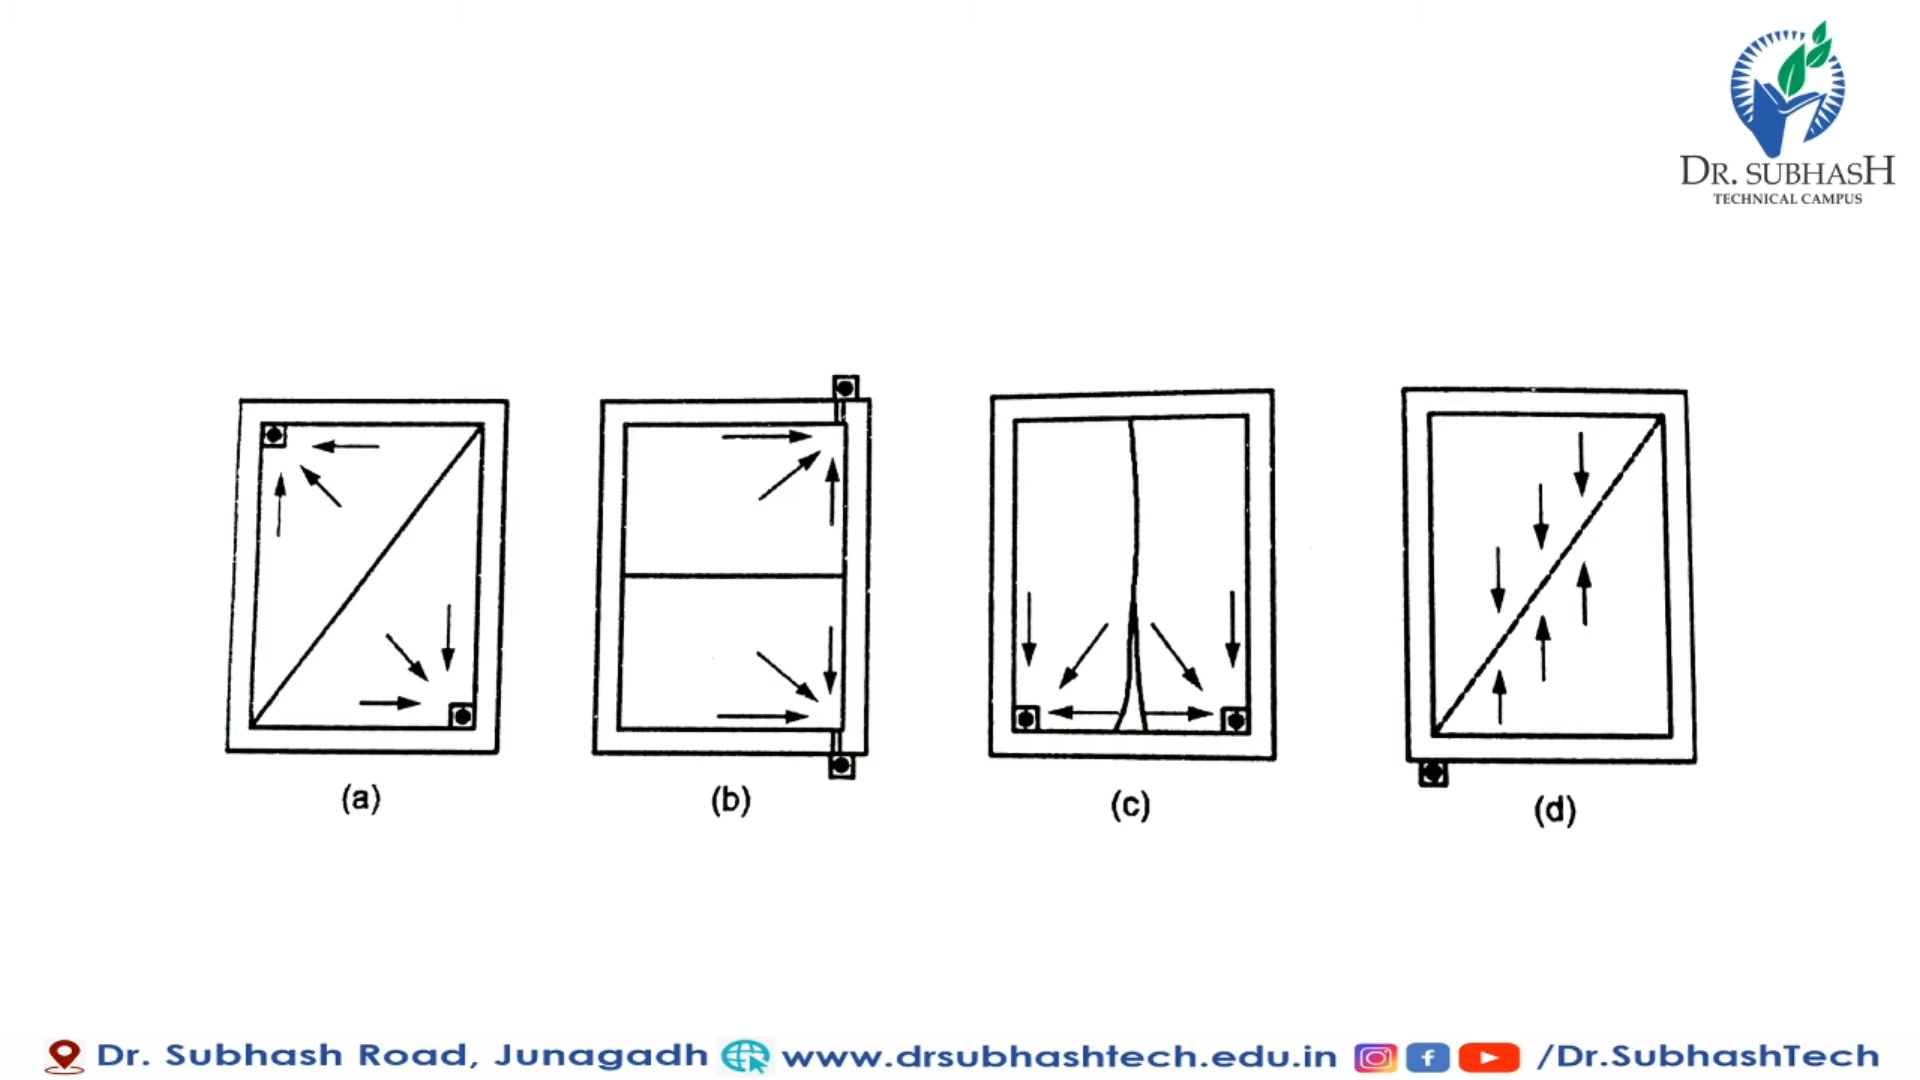 DR. SUBHASH
TECHNICAL CAMPUS
(a)
(b)
(c)
(d)
Dr. Subhash Road, Junagadh www.drsubhashtech.edu.in /Dr.SubhashTech